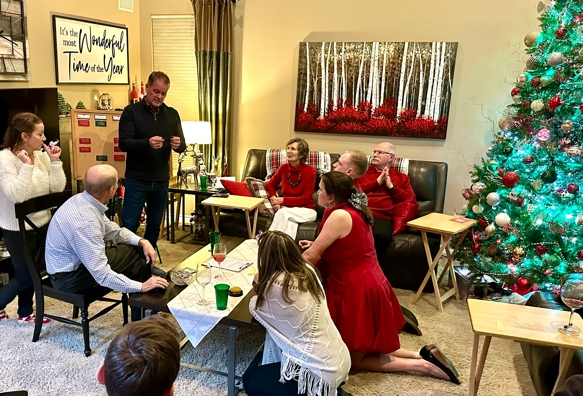 It's the
most Wonderful
Time of the Year